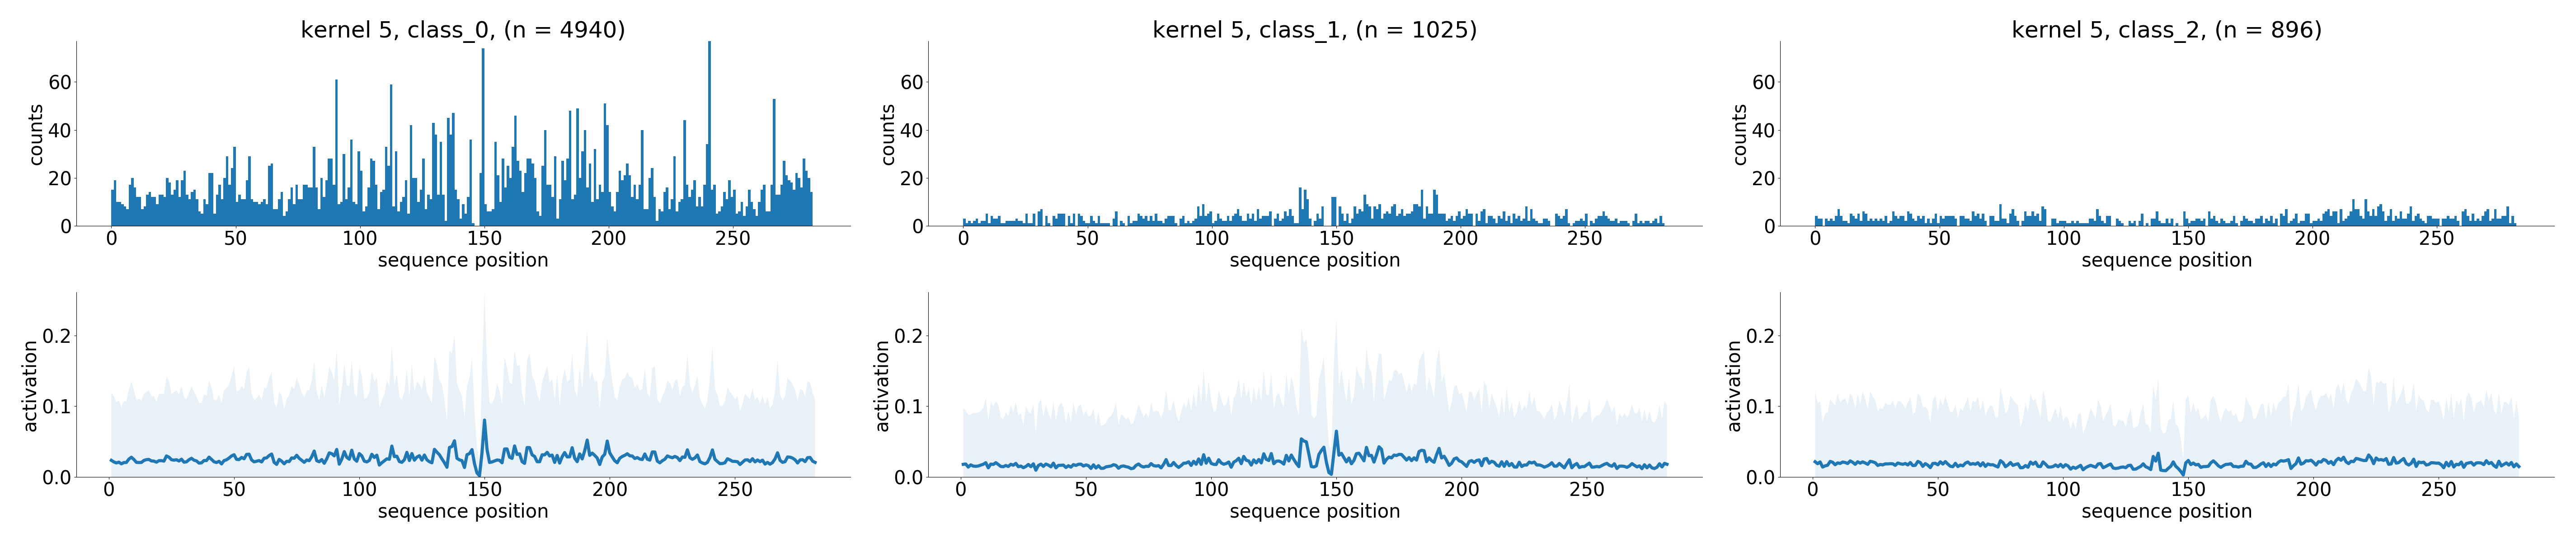 kernel 5, class_0, (n = 4940)
counts
60
40
20
0
0 50 100 150 200 250
sequence position
kernel 5, class_1, (n = 1025)
counts
60
40
20
0
0 50 100 150 200 250
sequence position
kernel 5, class_2, (n = 896)
counts
60
40
20
0
0 50 100 150 200 250
sequence position
activation
0.2
0.1
0.0
0 50 100 150 200 250
sequence position
activation
0.2
0.1
0.0
0 50 100 150 200 250
sequence position
activation
0.2
0.1
0.0
0 50 100 150 200 250
sequence position